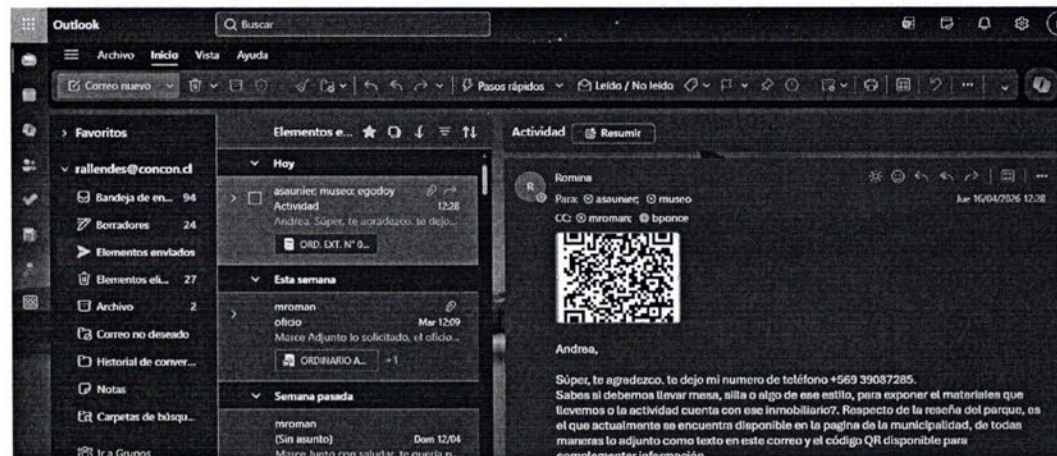 Outlook
Buscar
Archivo Inicio Vista Ayuda
Correo nuevo
Pasos rápidos
Leído / No leído
Favoritos
rallendes@concon.cl
Bandeja de en... 94
Borradores 24
Elementos enviados
Elementos eli... 27
Archivo 2
Correo no deseado
Historial de conver...
Notas
Carpetas de búsqu...
Ir a Grupos
Elementos e...
Hoy
asaunier; museo; egodoy
Actividad 12:28
Andrea, Súper, te agradezco. te dejo...
ORD. EXT. N° 0...
Esta semana
mroman
oficio Mar 12:09
Marce Adjunto lo solicitado, el oficio...
ORDINARIO A... +1
Semana pasada
mroman
(Sin asunto) Dom 12/04
Marce Junto con saludar, te quería p...
Actividad Resumir
R
Romina
Para: asaunier; museo
CC: mroman; bponce
Jue 16/04/2026 12:28
Andrea,
Súper, te agradezco. te dejo mi numero de teléfono +569 39087285.
Sabes si debemos llevar mesa, silla o algo de ese estilo, para exponer el materiales que
llevemos o la actividad cuenta con ese inmobiliario?. Respecto de la reseña del parque, es
el que actualmente se encuentra disponible en la pagina de la municipalidad, de todas
maneras lo adjunto como texto en este correo y el código QR disponible para
complementar información.